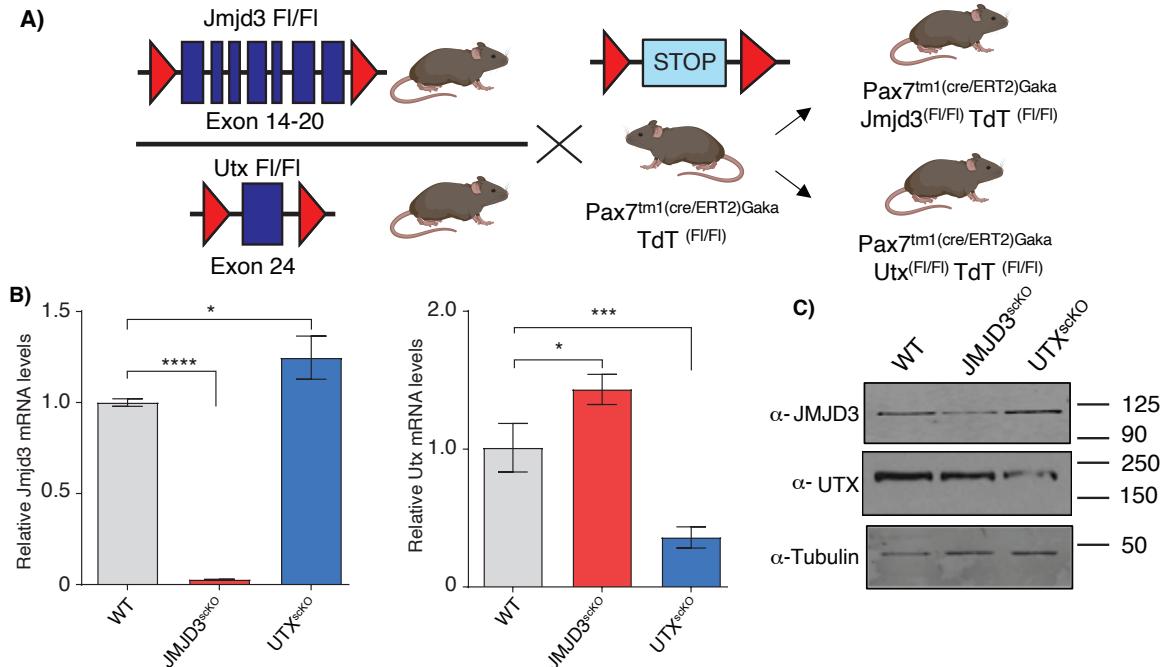 A)
Jmjd3 Fl/Fl
Exon 14-20
Utx Fl/Fl
Exon 24
STOP
Pax7tm1(cre/ERT2)Gaka
TdT (Fl/Fl)
Pax7tm1(cre/ERT2)Gaka
Jmjd3(Fl/Fl) TdT (Fl/Fl)
Pax7tm1(cre/ERT2)Gaka
Utx(Fl/Fl) TdT (Fl/Fl)
B)
Relative Jmjd3 mRNA levels
1.5
1.0
0.5
0
*
****
WT
JMJD3scKO
UTXscKO
Relative Utx mRNA levels
2.0
1.0
0
***
*
WT
JMJD3scKO
UTXscKO
C)
WT
JMJD3scKO
UTXscKO
α-JMJD3
125
90
α- UTX
250
150
α-Tubulin
50